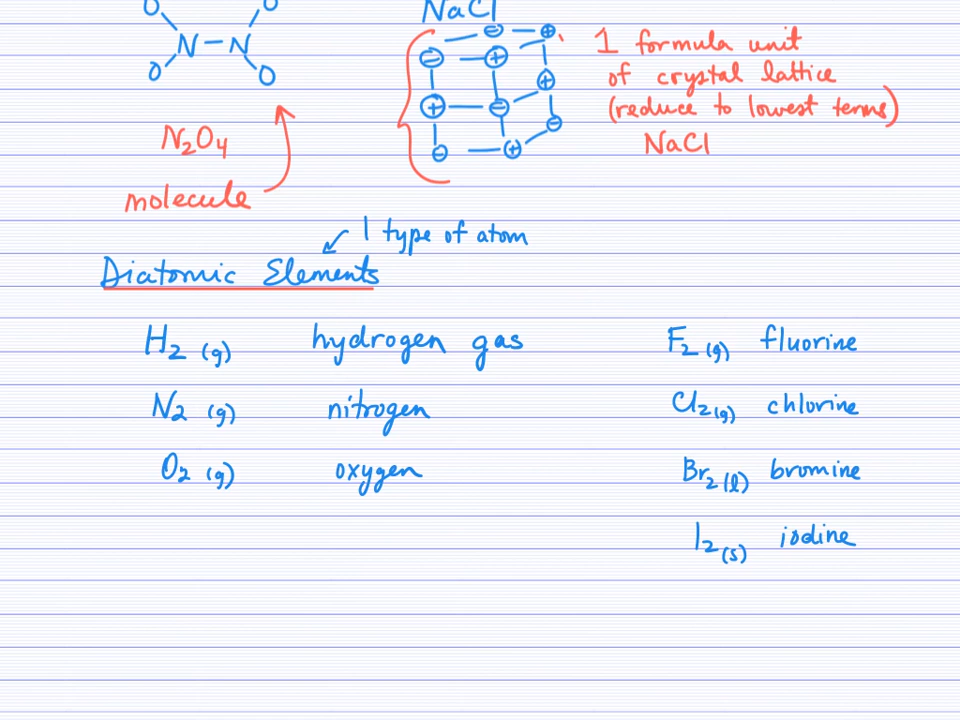 O O
N - N
O O
N2O4
molecule
NaCl
1 formula unit
of crystal lattice
(reduce to lowest terms)
NaCl
1 type of atom
Diatomic Elements
H2 (g) hydrogen gas
N2 (g) nitrogen
O2 (g) oxygen
F2 (g) fluorine
Cl2(g) chlorine
Br2(l) bromine
I2(s) iodine